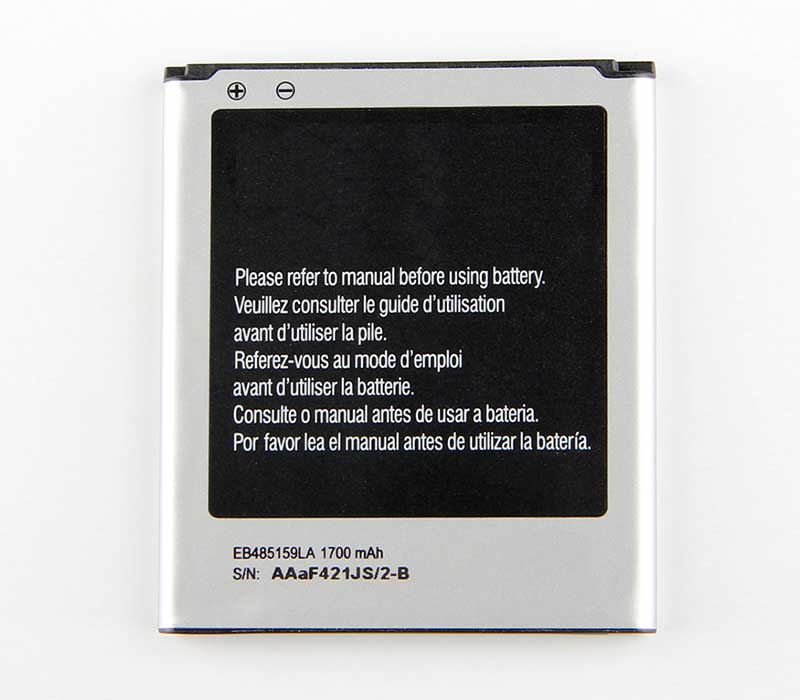 Please refer to manual before using battery.
Veuillez consulter le guide d'utilisation
avant d'utiliser la pile.
Referez-vous au mode d'emploi
avant d'utiliser la batterie.
Consulte o manual antes de usar a bateria.
Por favor lea el manual antes de utilizar la batería.
EB485159LA 1700 mAh
S/N: AAaF421JS/2-B